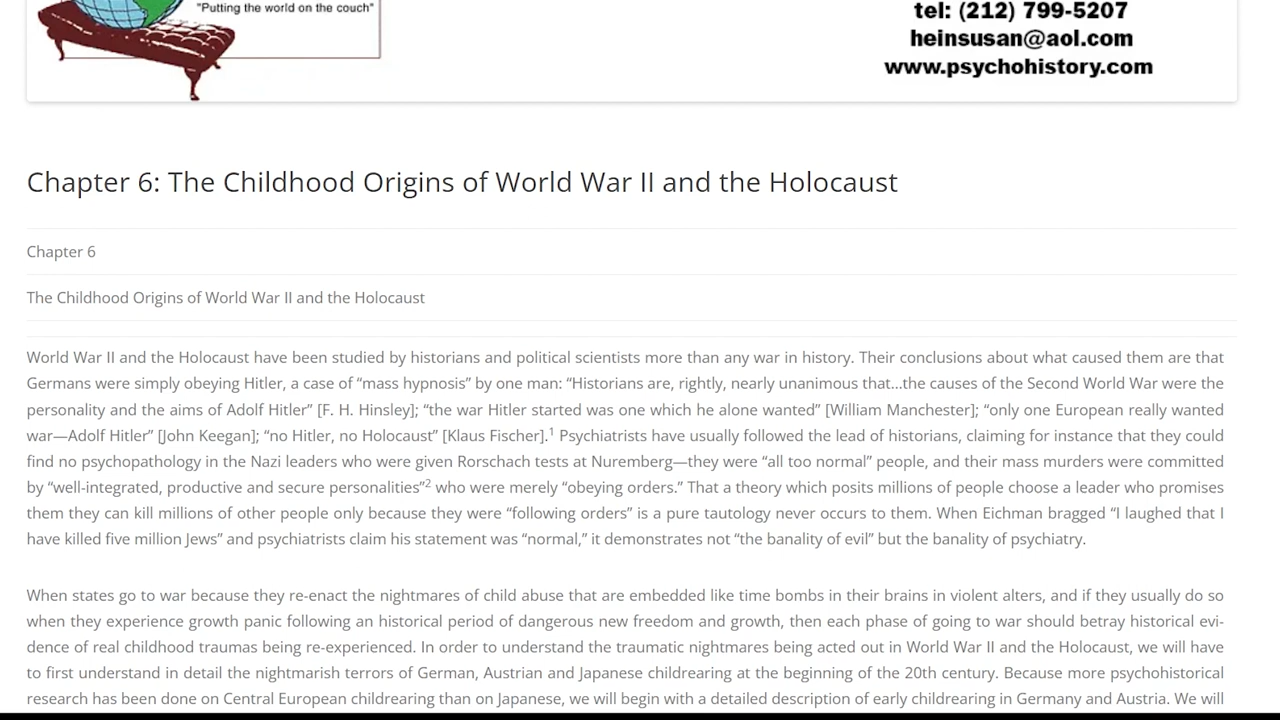 "Putting the world on the couch"
tel: (212) 799-5207
heinsusan@aol.com
www.psychohistory.com
Chapter 6: The Childhood Origins of World War II and the Holocaust
Chapter 6
The Childhood Origins of World War II and the Holocaust
World War II and the Holocaust have been studied by historians and political scientists more than any war in history. Their conclusions about what caused them are that
Germans were simply obeying Hitler, a case of “mass hypnosis” by one man: “Historians are, rightly, nearly unanimous that...the causes of the Second World War were the
personality and the aims of Adolf Hitler” [F. H. Hinsley]; “the war Hitler started was one which he alone wanted” [William Manchester]; “only one European really wanted
war—Adolf Hitler” [John Keegan]; “no Hitler, no Holocaust” [Klaus Fischer].1 Psychiatrists have usually followed the lead of historians, claiming for instance that they could
find no psychopathology in the Nazi leaders who were given Rorschach tests at Nuremberg—they were “all too normal” people, and their mass murders were committed
by “well-integrated, productive and secure personalities”2 who were merely “obeying orders.” That a theory which posits millions of people choose a leader who promises
them they can kill millions of other people only because they were “following orders” is a pure tautology never occurs to them. When Eichman bragged “I laughed that I
have killed five million Jews” and psychiatrists claim his statement was “normal,” it demonstrates not “the banality of evil” but the banality of psychiatry.
When states go to war because they re-enact the nightmares of child abuse that are embedded like time bombs in their brains in violent alters, and if they usually do so
when they experience growth panic following an historical period of dangerous new freedom and growth, then each phase of going to war should betray historical evi-
dence of real childhood traumas being re-experienced. In order to understand the traumatic nightmares being acted out in World War II and the Holocaust, we will have
to first understand in detail the nightmarish terrors of German, Austrian and Japanese childrearing at the beginning of the 20th century. Because more psychohistorical
research has been done on Central European childrearing than on Japanese, we will begin with a detailed description of early childrearing in Germany and Austria. We will